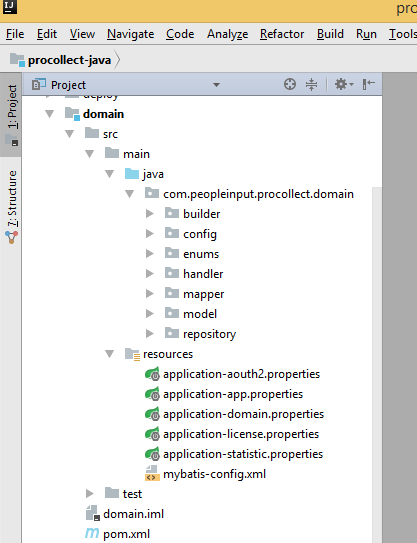 pro
File Edit View Navigate Code Analyze Refactor Build Run Tools
procollect-java
1: Project
7: Structure
Project
deploy
domain
src
main
java
com.peopleinput.procollect.domain
builder
config
enums
handler
mapper
model
repository
resources
application-aouth2.properties
application-app.properties
application-domain.properties
application-license.properties
application-statistic.properties
mybatis-config.xml
test
domain.iml
pom.xml